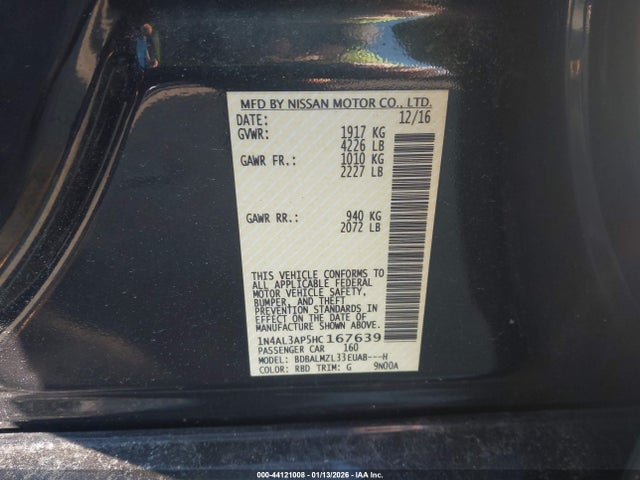 MFD BY NISSAN MOTOR CO., LTD.
DATE: 12/16
GVWR: 1917 KG
4226 LB
GAWR FR.: 1010 KG
2227 LB
GAWR RR.: 940 KG
2072 LB
THIS VEHICLE CONFORMS TO
ALL APPLICABLE FEDERAL
MOTOR VEHICLE SAFETY,
BUMPER, AND THEFT
PREVENTION STANDARDS IN
EFFECT ON THE DATE OF
MANUFACTURE SHOWN ABOVE.
1N4AL3AP5HC167639
PASSENGER CAR 160
MODEL: BDBALMZL33EUA8---H
COLOR: RBD TRIM: G 9N00A
000-44121008 - 01/13/2026 - IAA Inc.